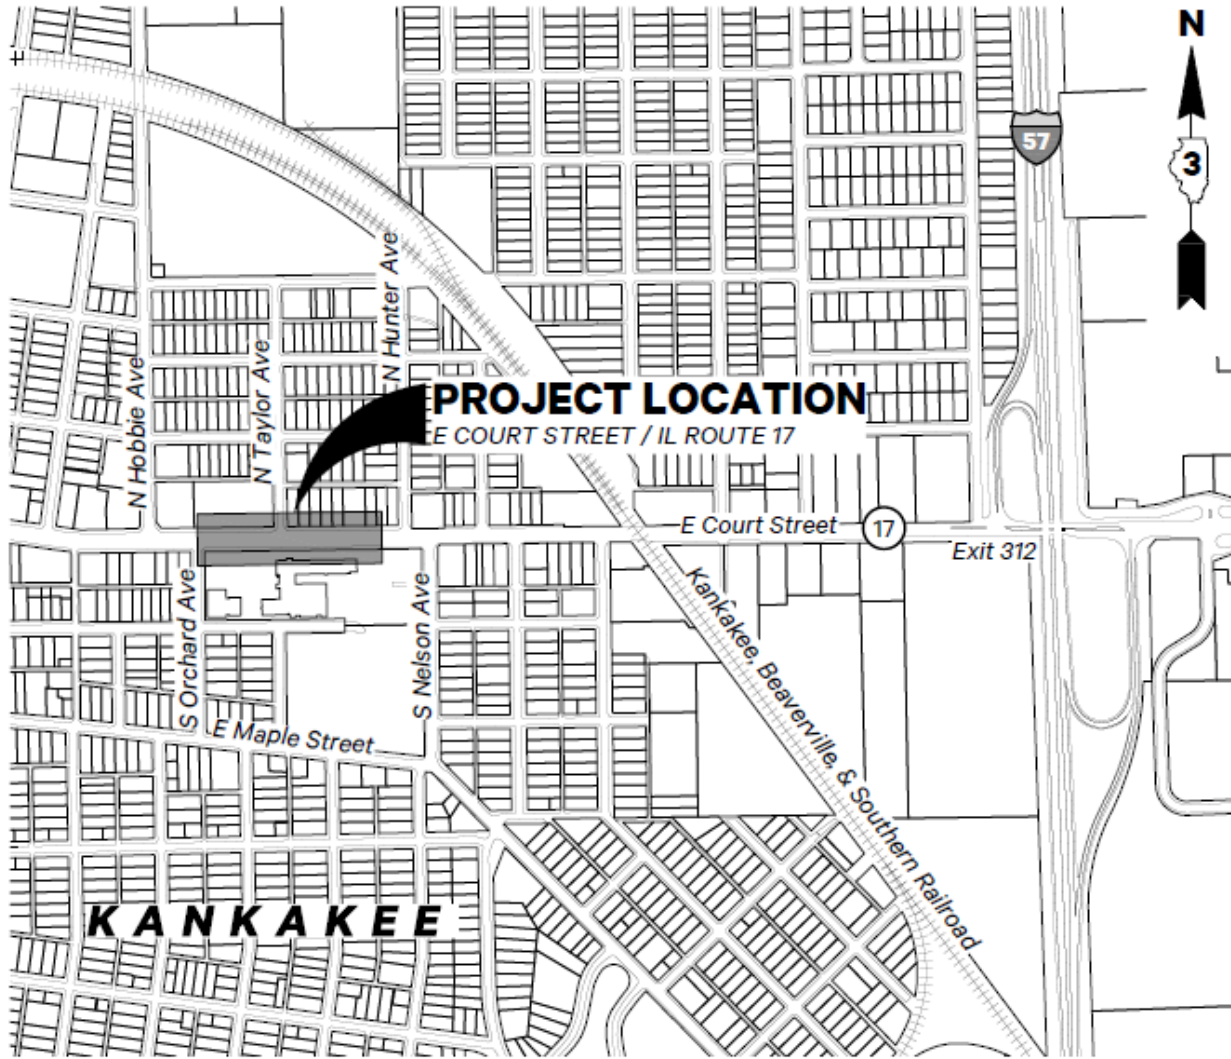 N
57
3
N Hunter Ave
N Taylor Ave
N Hobbie Ave
PROJECT LOCATION
E COURT STREET / IL ROUTE 17
E Court Street
17
Exit 312
S Orchard Ave
S Nelson Ave
Kankakee, Beaverville, & Southern Railroad
E Maple Street
KANKAKEE